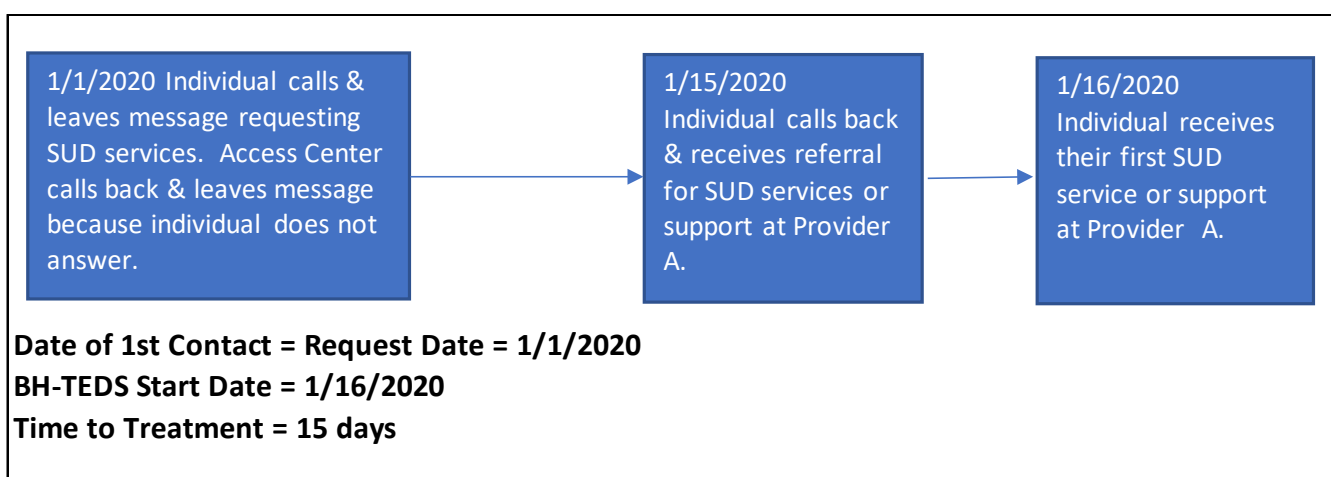 1/1/2020 Individual calls &
leaves message requesting
SUD services. Access Center
calls back & leaves message
because individual does not
answer.
1/15/2020
Individual calls back
& receives referral
for SUD services or
support at Provider
A.
1/16/2020
Individual receives
their first SUD
service or support
at Provider A.
Date of 1st Contact = Request Date = 1/1/2020
BH-TEDS Start Date = 1/16/2020
Time to Treatment = 15 days